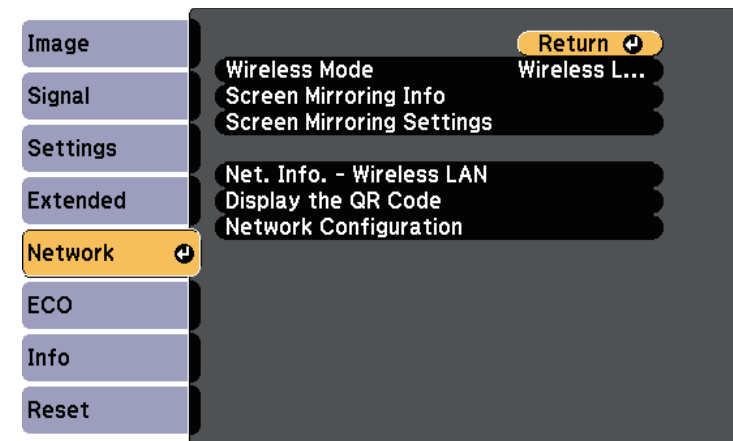 Image
Signal
Settings
Extended
Network
ECO
Info
Reset
Return
Wireless Mode Wireless L...
Screen Mirroring Info
Screen Mirroring Settings
Net. Info. - Wireless LAN
Display the QR Code
Network Configuration